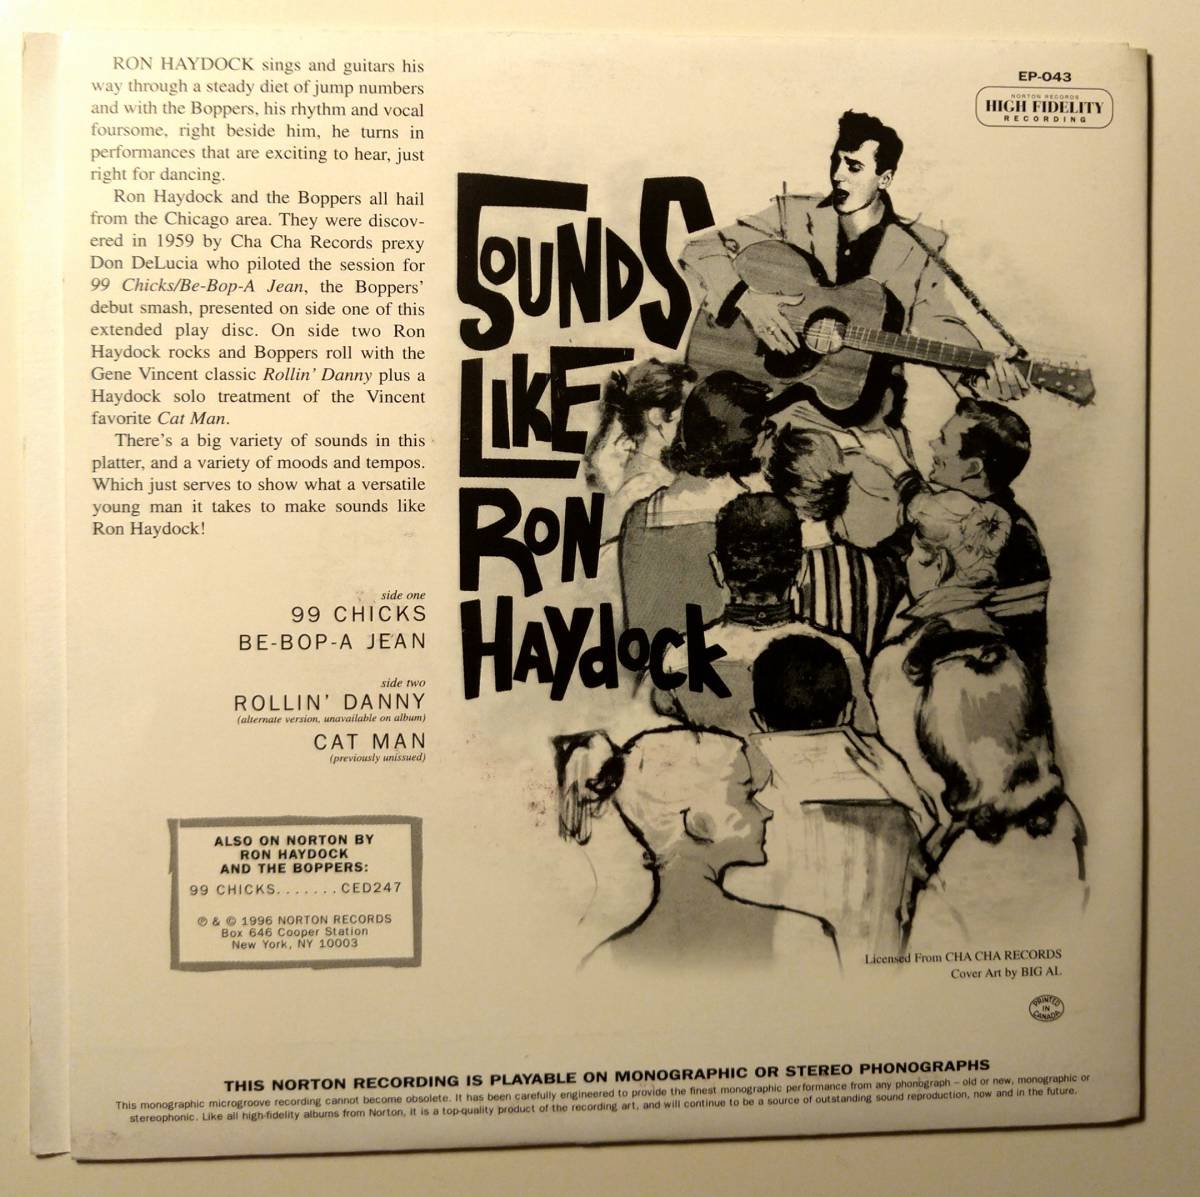 RON HAYDOCK sings and guitars his
way through a steady diet of jump numbers
and with the Boppers, his rhythm and vocal
foursome, right beside him, he turns in
performances that are exciting to hear, just
right for dancing.
Ron Haydock and the Boppers all hail
from the Chicago area. They were discov-
ered in 1959 by Cha Cha Records prexy
Don DeLucia who piloted the session for
99 Chicks/Be-Bop-A Jean, the Boppers'
debut smash, presented on side one of this
extended play disc. On side two Ron
Haydock rocks and Boppers roll with the
Gene Vincent classic Rollin' Danny plus a
Haydock solo treatment of the Vincent
favorite Cat Man.
There's a big variety of sounds in this
platter, and a variety of moods and tempos.
Which just serves to show what a versatile
young man it takes to make sounds like
Ron Haydock!
side one
99 CHICKS
BE-BOP-A JEAN
side two
ROLLIN' DANNY
(alternate version, unavailable on album)
CAT MAN
(previously unissued)
ALSO ON NORTON BY
RON HAYDOCK
AND THE BOPPERS:
99 CHICKS.......CED247
℗ & © 1996 NORTON RECORDS
Box 646 Cooper Station
New York, NY 10003
EP-043
NORTON RECORDS
HIGH FIDELITY
RECORDING
SOUNDS
LIKE
RON
HAYdock
Licensed From CHA CHA RECORDS
Cover Art by BIG AL
PRINTED
IN
CANADA
THIS NORTON RECORDING IS PLAYABLE ON MONOGRAPHIC OR STEREO PHONOGRAPHS
This monographic microgroove recording cannot become obsolete. It has been carefully engineered to provide the finest monographic performance from any phonograph – old or new, monographic or
stereophonic. Like all high-fidelity albums from Norton, it is a top-quality product of the recording art, and will continue to be a source of outstanding sound reproduction, now and in the future.